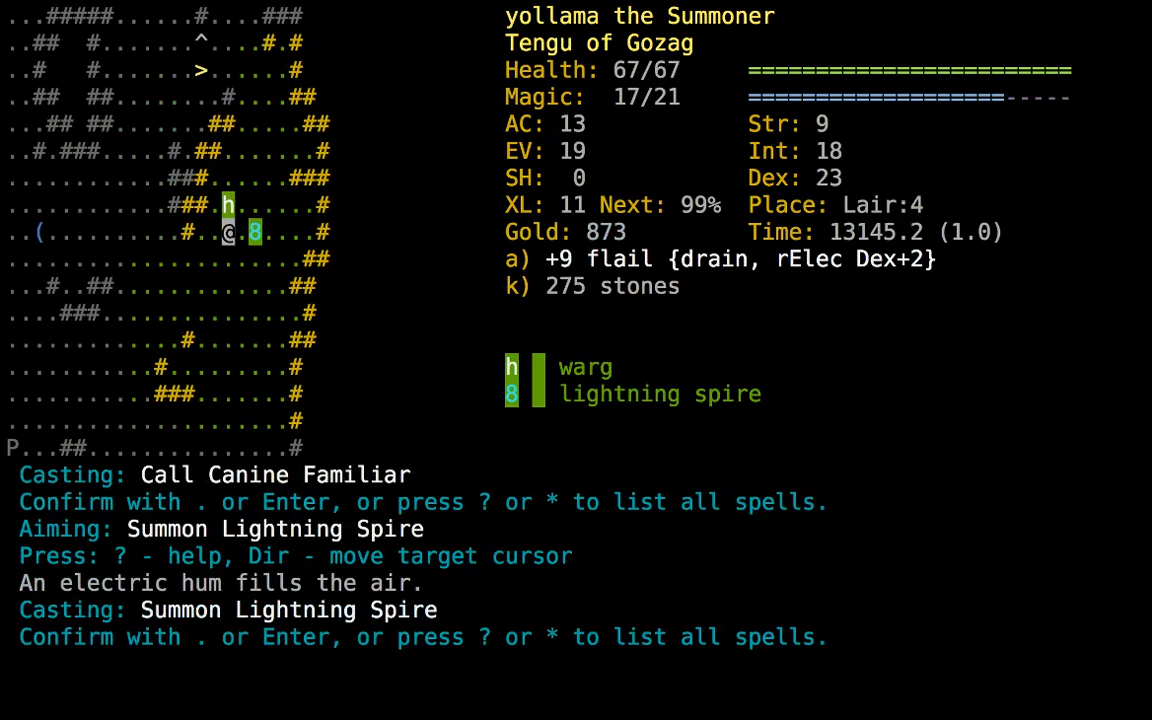 ...#####......#....### yollama the Summoner
..##  #.......^....#.# Tengu of Gozag
..#   #.......>......# Health: 67/67 ========================
..##  ##........#....## Magic:  17/21 ===================-----
...## ##.......##.....## AC: 13 Str: 9
..#.###.....#.##.......# EV: 19 Int: 18
............###......### SH:  0 Dex: 23
............###.h......# XL: 11 Next: 99% Place: Lair:4
..(..........#..@.8....# Gold: 873 Time: 13145.2 (1.0)
......................## a) +9 flail {drain, rElec Dex+2}
...#..##.............## k) 275 stones
....###...............#
.............#.......##
...........#.........# h warg
...........###.......# 8 lightning spire
.....................#
P...##...............#
Casting: Call Canine Familiar
Confirm with . or Enter, or press ? or * to list all spells.
Aiming: Summon Lightning Spire
Press: ? - help, Dir - move target cursor
An electric hum fills the air.
Casting: Summon Lightning Spire
Confirm with . or Enter, or press ? or * to list all spells.